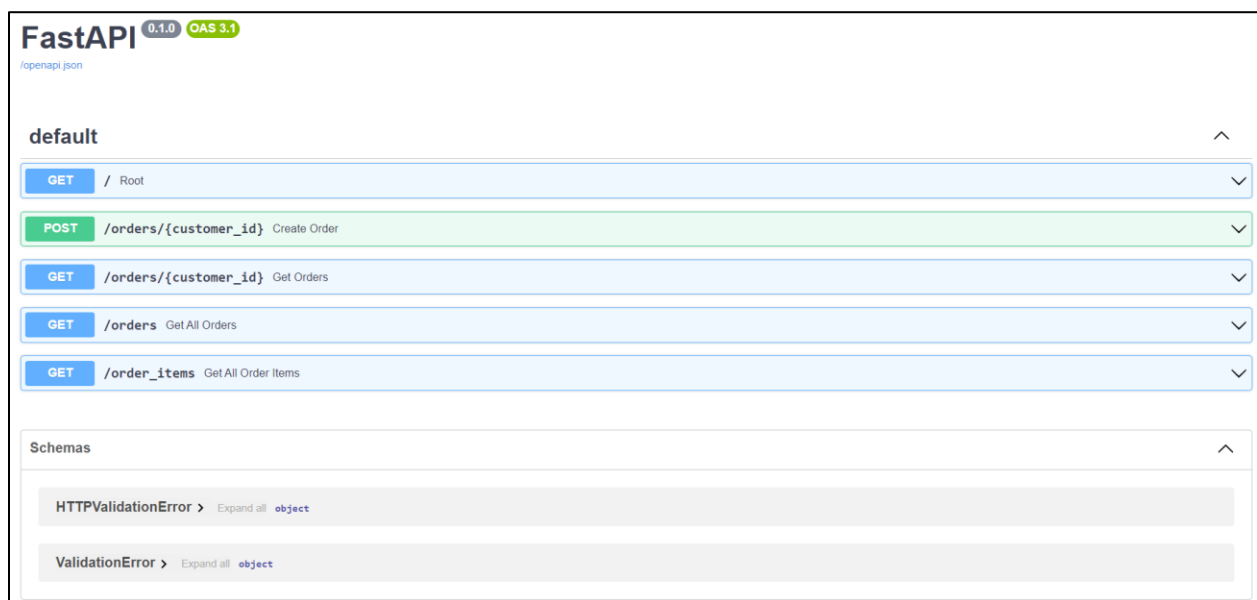 FastAPI 0.1.0 OAS 3.1
/openapi.json
default
GET / Root
POST /orders/{customer_id} Create Order
GET /orders/{customer_id} Get Orders
GET /orders Get All Orders
GET /order_items Get All Order Items
Schemas
HTTPValidationError > Expand all object
ValidationError > Expand all object